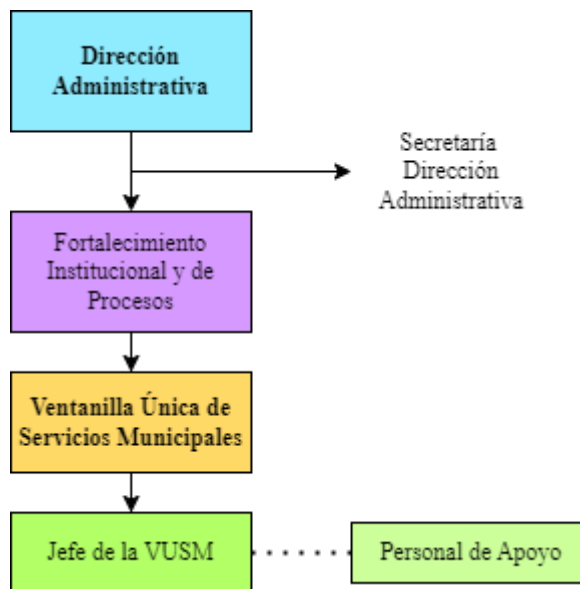 Dirección
Administrativa
Secretaría
Dirección
Administrativa
Fortalecimiento
Institucional y de
Procesos
Ventanilla Única de
Servicios Municipales
Jefe de la VUSM
Personal de Apoyo